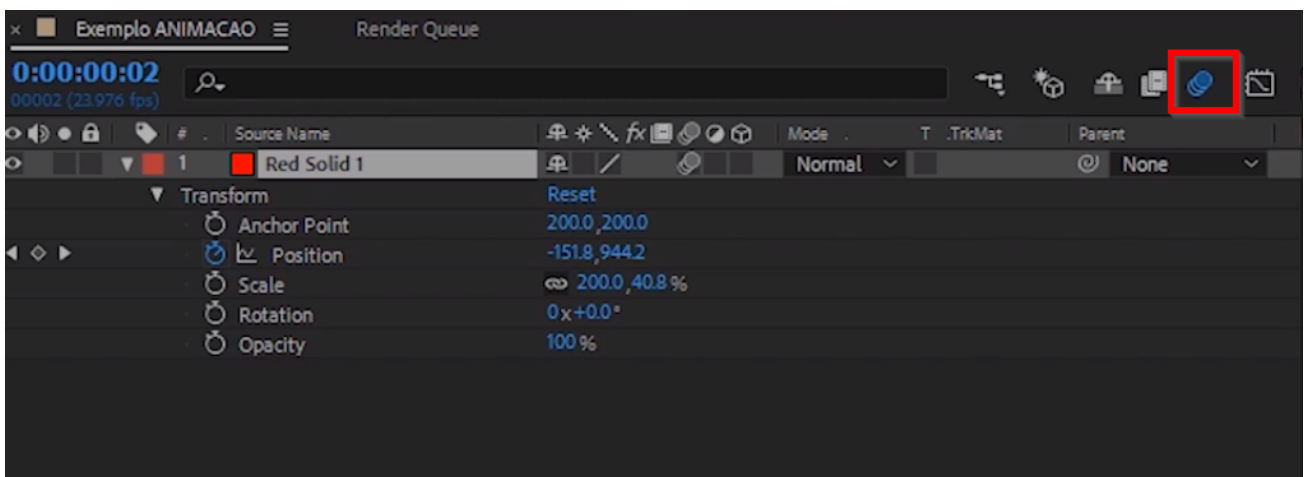 × Exemplo ANIMACAO ≡ Render Queue
0:00:00:02
00002 (23.976 fps)
# . Source Name fx Mode . T .TrkMat Parent
1 Red Solid 1 Normal None
Transform Reset
Anchor Point 200.0,200.0
Position -151.8,944.2
Scale 200.0,40.8%
Rotation 0x+0.0°
Opacity 100%